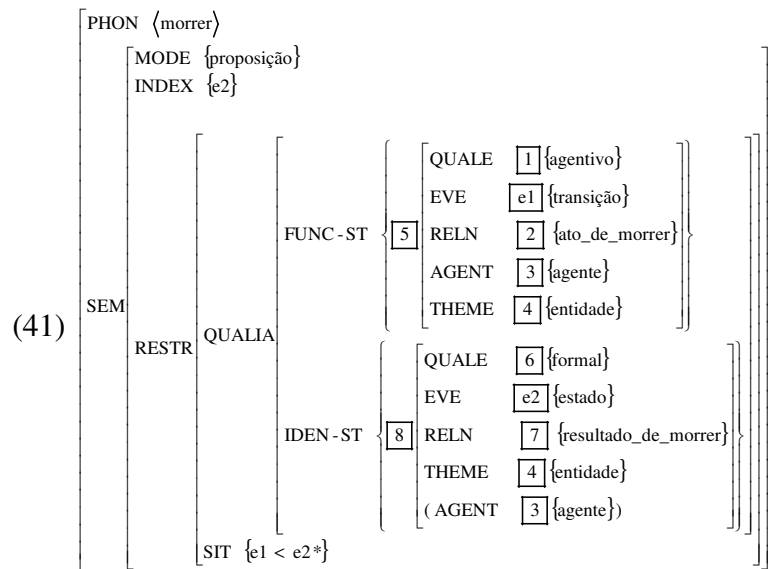 PHON ⟨morrer⟩
MODE {proposição}
INDEX {e2}
QUALE 1 {agentivo}
EVE e1 {transição}
FUNC-ST 5 RELN 2 {ato_de_morrer}
AGENT 3 {agente}
THEME 4 {entidade}
(41) SEM RESTR QUALIA
QUALE 6 {formal}
EVE e2 {estado}
IDEN-ST 8 RELN 7 {resultado_de_morrer}
THEME 4 {entidade}
(AGENT 3 {agente})
SIT {e1 < e2*}